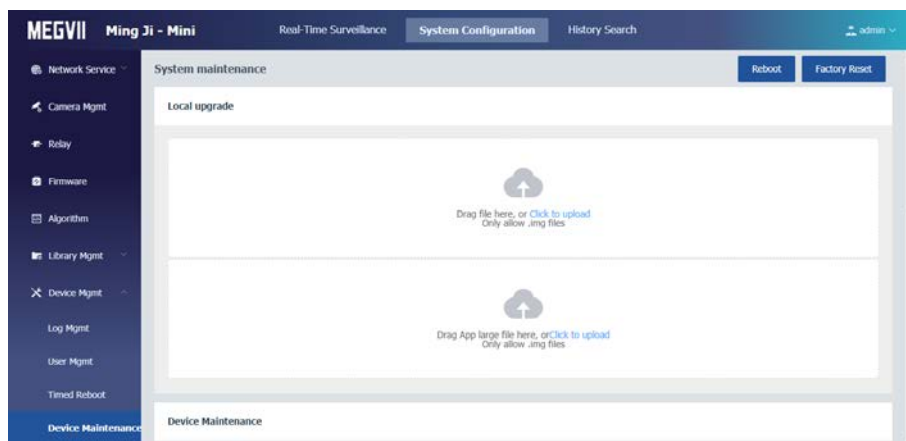 MEGVII Ming Ji - Mini
Real-Time Surveillance
System Configuration
History Search
admin
Network Service
Camera Mgmt
Relay
Firmware
Algorithm
Library Mgmt
Device Mgmt
Log Mgmt
User Mgmt
Timed Reboot
Device Maintenance
System maintenance
Reboot
Factory Reset
Local upgrade
Drag file here, or Click to upload
Only allow .img files
Drag App large file here, orClick to upload
Only allow .img files
Device Maintenance